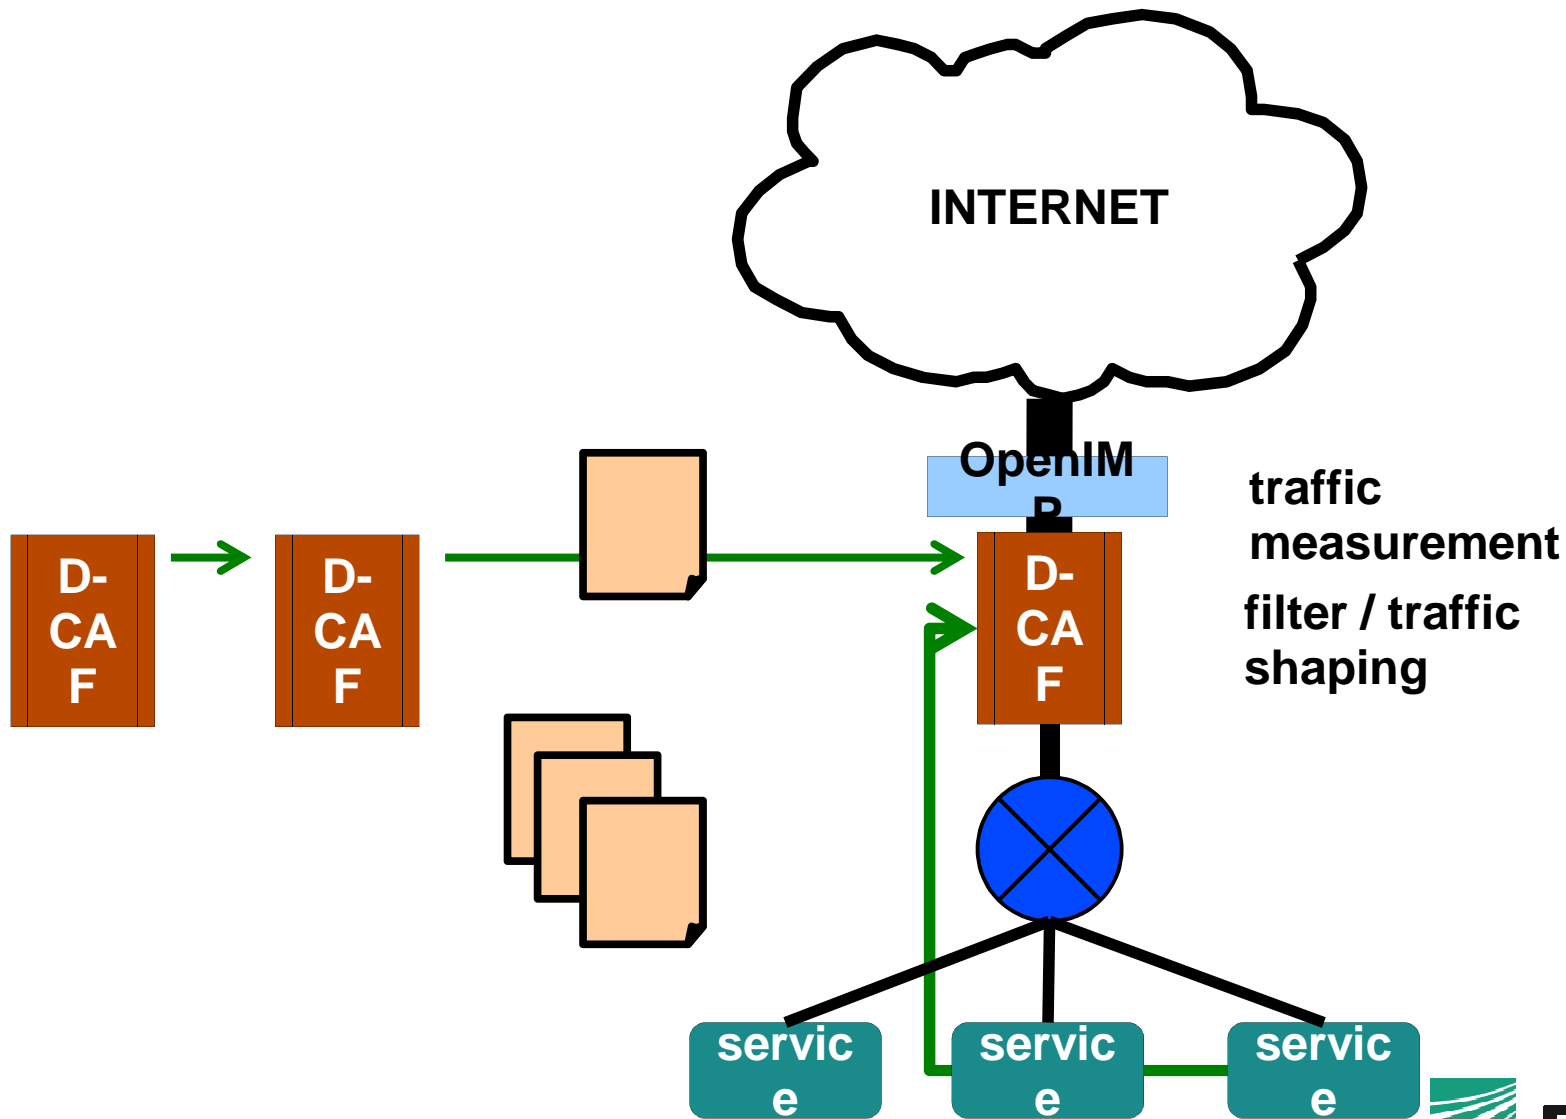 INTERNET
OpenIM
P
traffic
measurement
D-
CA
F
D-
CA
F
D-
CA
F
filter / traffic
shaping
servic
e
servic
e
servic
e